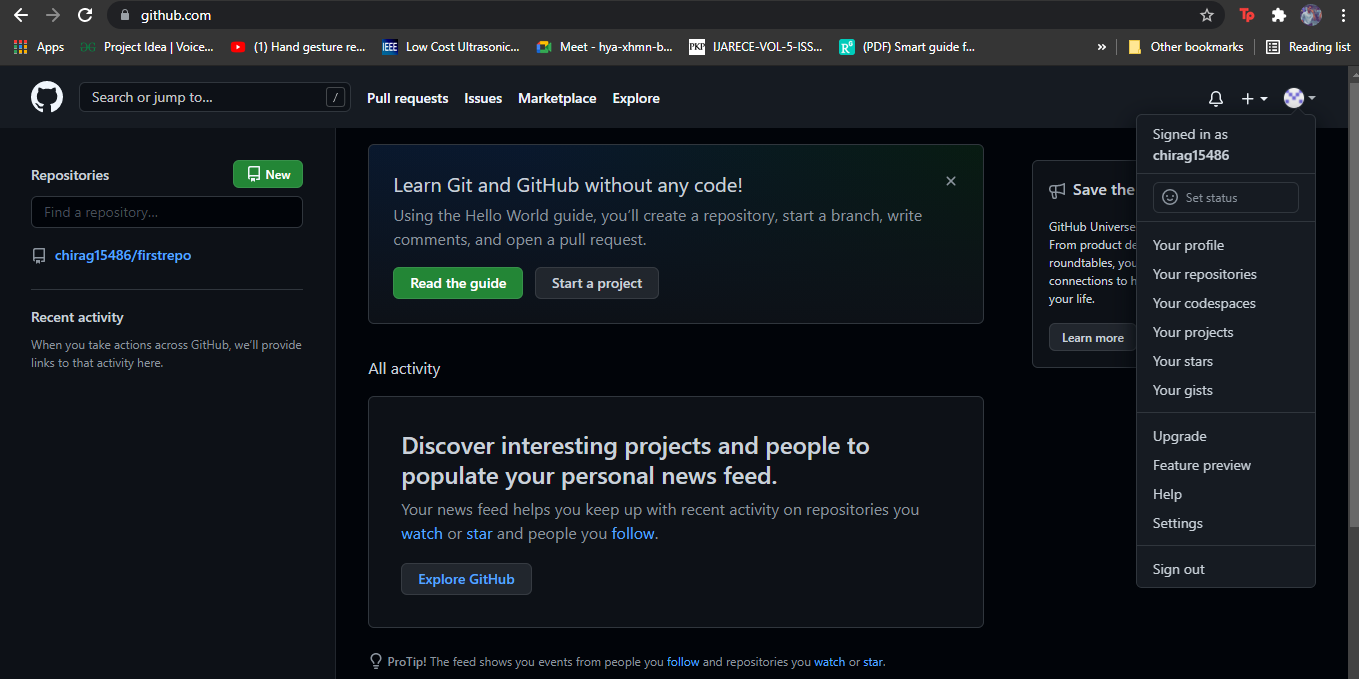 github.com
Apps
Project Idea | Voice...
(1) Hand gesture re...
IEEE
Low Cost Ultrasonic...
Meet - hya-xhmn-b...
PKP
IJARECE-VOL-5-ISS...
(PDF) Smart guide f...
»
Other bookmarks
Reading list
Search or jump to...
/
Pull requests
Issues
Marketplace
Explore
Repositories
New
Find a repository...
chirag15486/firstrepo
Recent activity
When you take actions across GitHub, we'll provide
links to that activity here.
Learn Git and GitHub without any code!
Using the Hello World guide, you'll create a repository, start a branch, write
comments, and open a pull request.
Read the guide
Start a project
All activity
Discover interesting projects and people to
populate your personal news feed.
Your news feed helps you keep up with recent activity on repositories you
watch or star and people you follow.
Explore GitHub
ProTip! The feed shows you events from people you follow and repositories you watch or star.
Save the
GitHub Universe
From product de
roundtables, you
connections to h
your life.
Learn more
Signed in as
chirag15486
Set status
Your profile
Your repositories
Your codespaces
Your projects
Your stars
Your gists
Upgrade
Feature preview
Help
Settings
Sign out